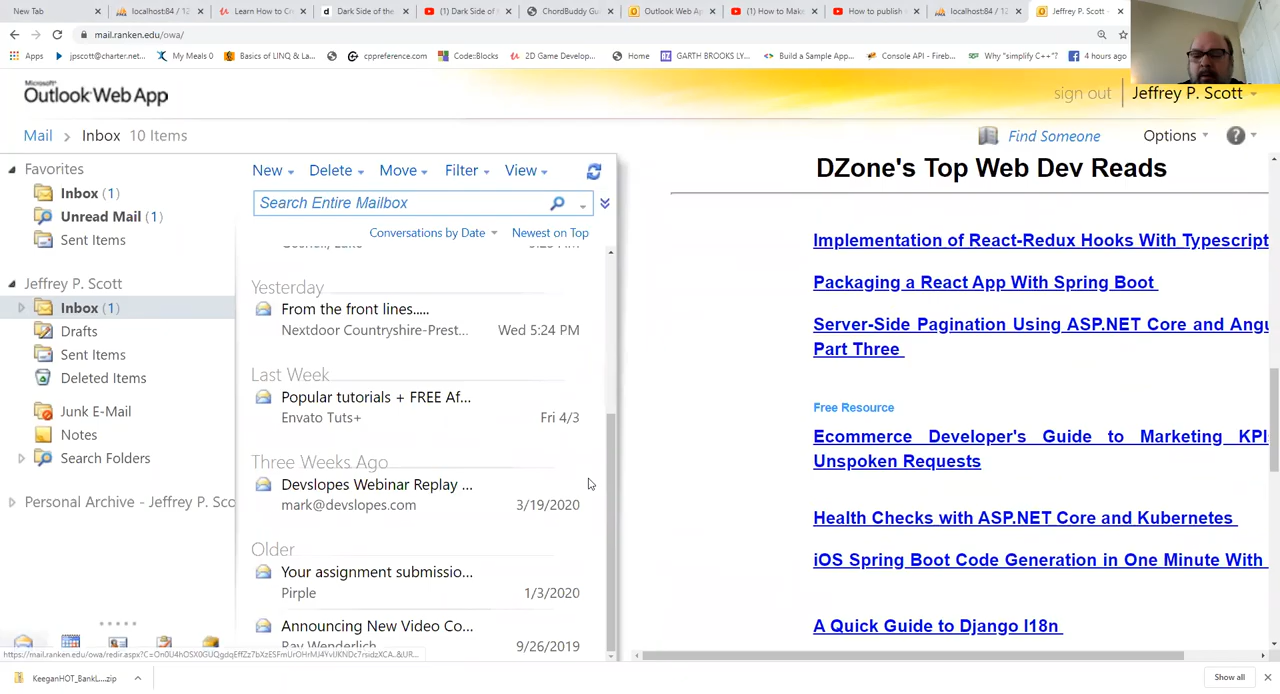 New Tab
localhost:84 / 12
Learn How to Cr
Dark Side of the
(1) Dark Side of
ChordBuddy Gui
Outlook Web Ap
(1) How to Make
How to publish
localhost:84 / 12
Jeffrey P. Scott -
mail.ranken.edu/owa/
Apps
jpscott@charter.net...
My Meals 0
Basics of LINQ & La...
cppreference.com
Code::Blocks
2D Game Develop...
Home
GARTH BROOKS LY...
Build a Sample App...
Console API - Fireb...
Why "simplify C++"?
4 hours ago
Microsoft
Outlook Web App
sign out
Jeffrey P. Scott
Mail > Inbox 10 Items
Find Someone
Options
?
Favorites
Inbox (1)
Unread Mail (1)
Sent Items
Jeffrey P. Scott
Inbox (1)
Drafts
Sent Items
Deleted Items
Junk E-Mail
Notes
Search Folders
Personal Archive - Jeffrey P. Sco
New Delete Move Filter View
Search Entire Mailbox
Conversations by Date Newest on Top
Yesterday
From the front lines.....
Nextdoor Countryshire-Prest... Wed 5:24 PM
Last Week
Popular tutorials + FREE Af...
Envato Tuts+ Fri 4/3
Three Weeks Ago
Devslopes Webinar Replay ...
mark@devslopes.com 3/19/2020
Older
Your assignment submissio...
Pirple 1/3/2020
Announcing New Video Co...
Ray Wenderlich 9/26/2019
DZone's Top Web Dev Reads
Implementation of React-Redux Hooks With Typescript
Packaging a React App With Spring Boot
Server-Side Pagination Using ASP.NET Core and Angu
Part Three
Free Resource
Ecommerce Developer's Guide to Marketing KPI
Unspoken Requests
Health Checks with ASP.NET Core and Kubernetes
iOS Spring Boot Code Generation in One Minute With
A Quick Guide to Django I18n
KeeganHOT_BankL....zip
Show all